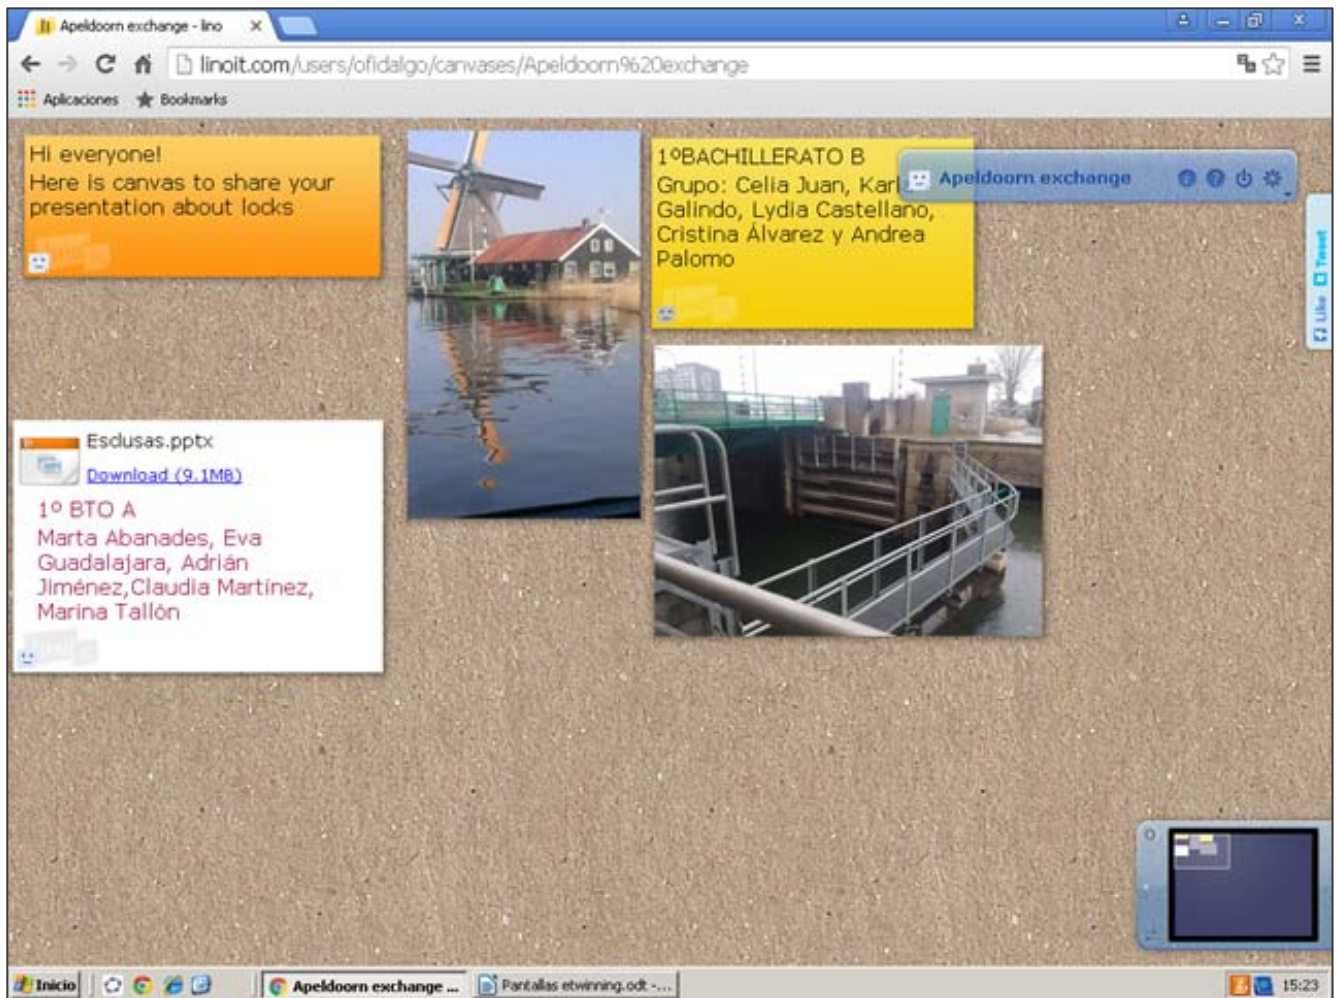 Apeldoorn exchange - lino
linoit.com/users/ofidalgo/canvases/Apeldoorn%20exchange
Aplicaciones
Bookmarks
Hi everyone!
Here is canvas to share your
presentation about locks
1ºBACHILLERATO B
Grupo: Celia Juan, Karl
Galindo, Lydia Castellano,
Cristina Álvarez y Andrea
Palomo
Apeldoorn exchange
Tweet
Like
Esclusas.pptx
Download (9.1MB)
1º BTO A
Marta Abanades, Eva
Guadalajara, Adrián
Jiménez,Claudia Martínez,
Marina Tallón
Inicio
Apeldoorn exchange ...
Pantallas etwinning.odt -...
15:23